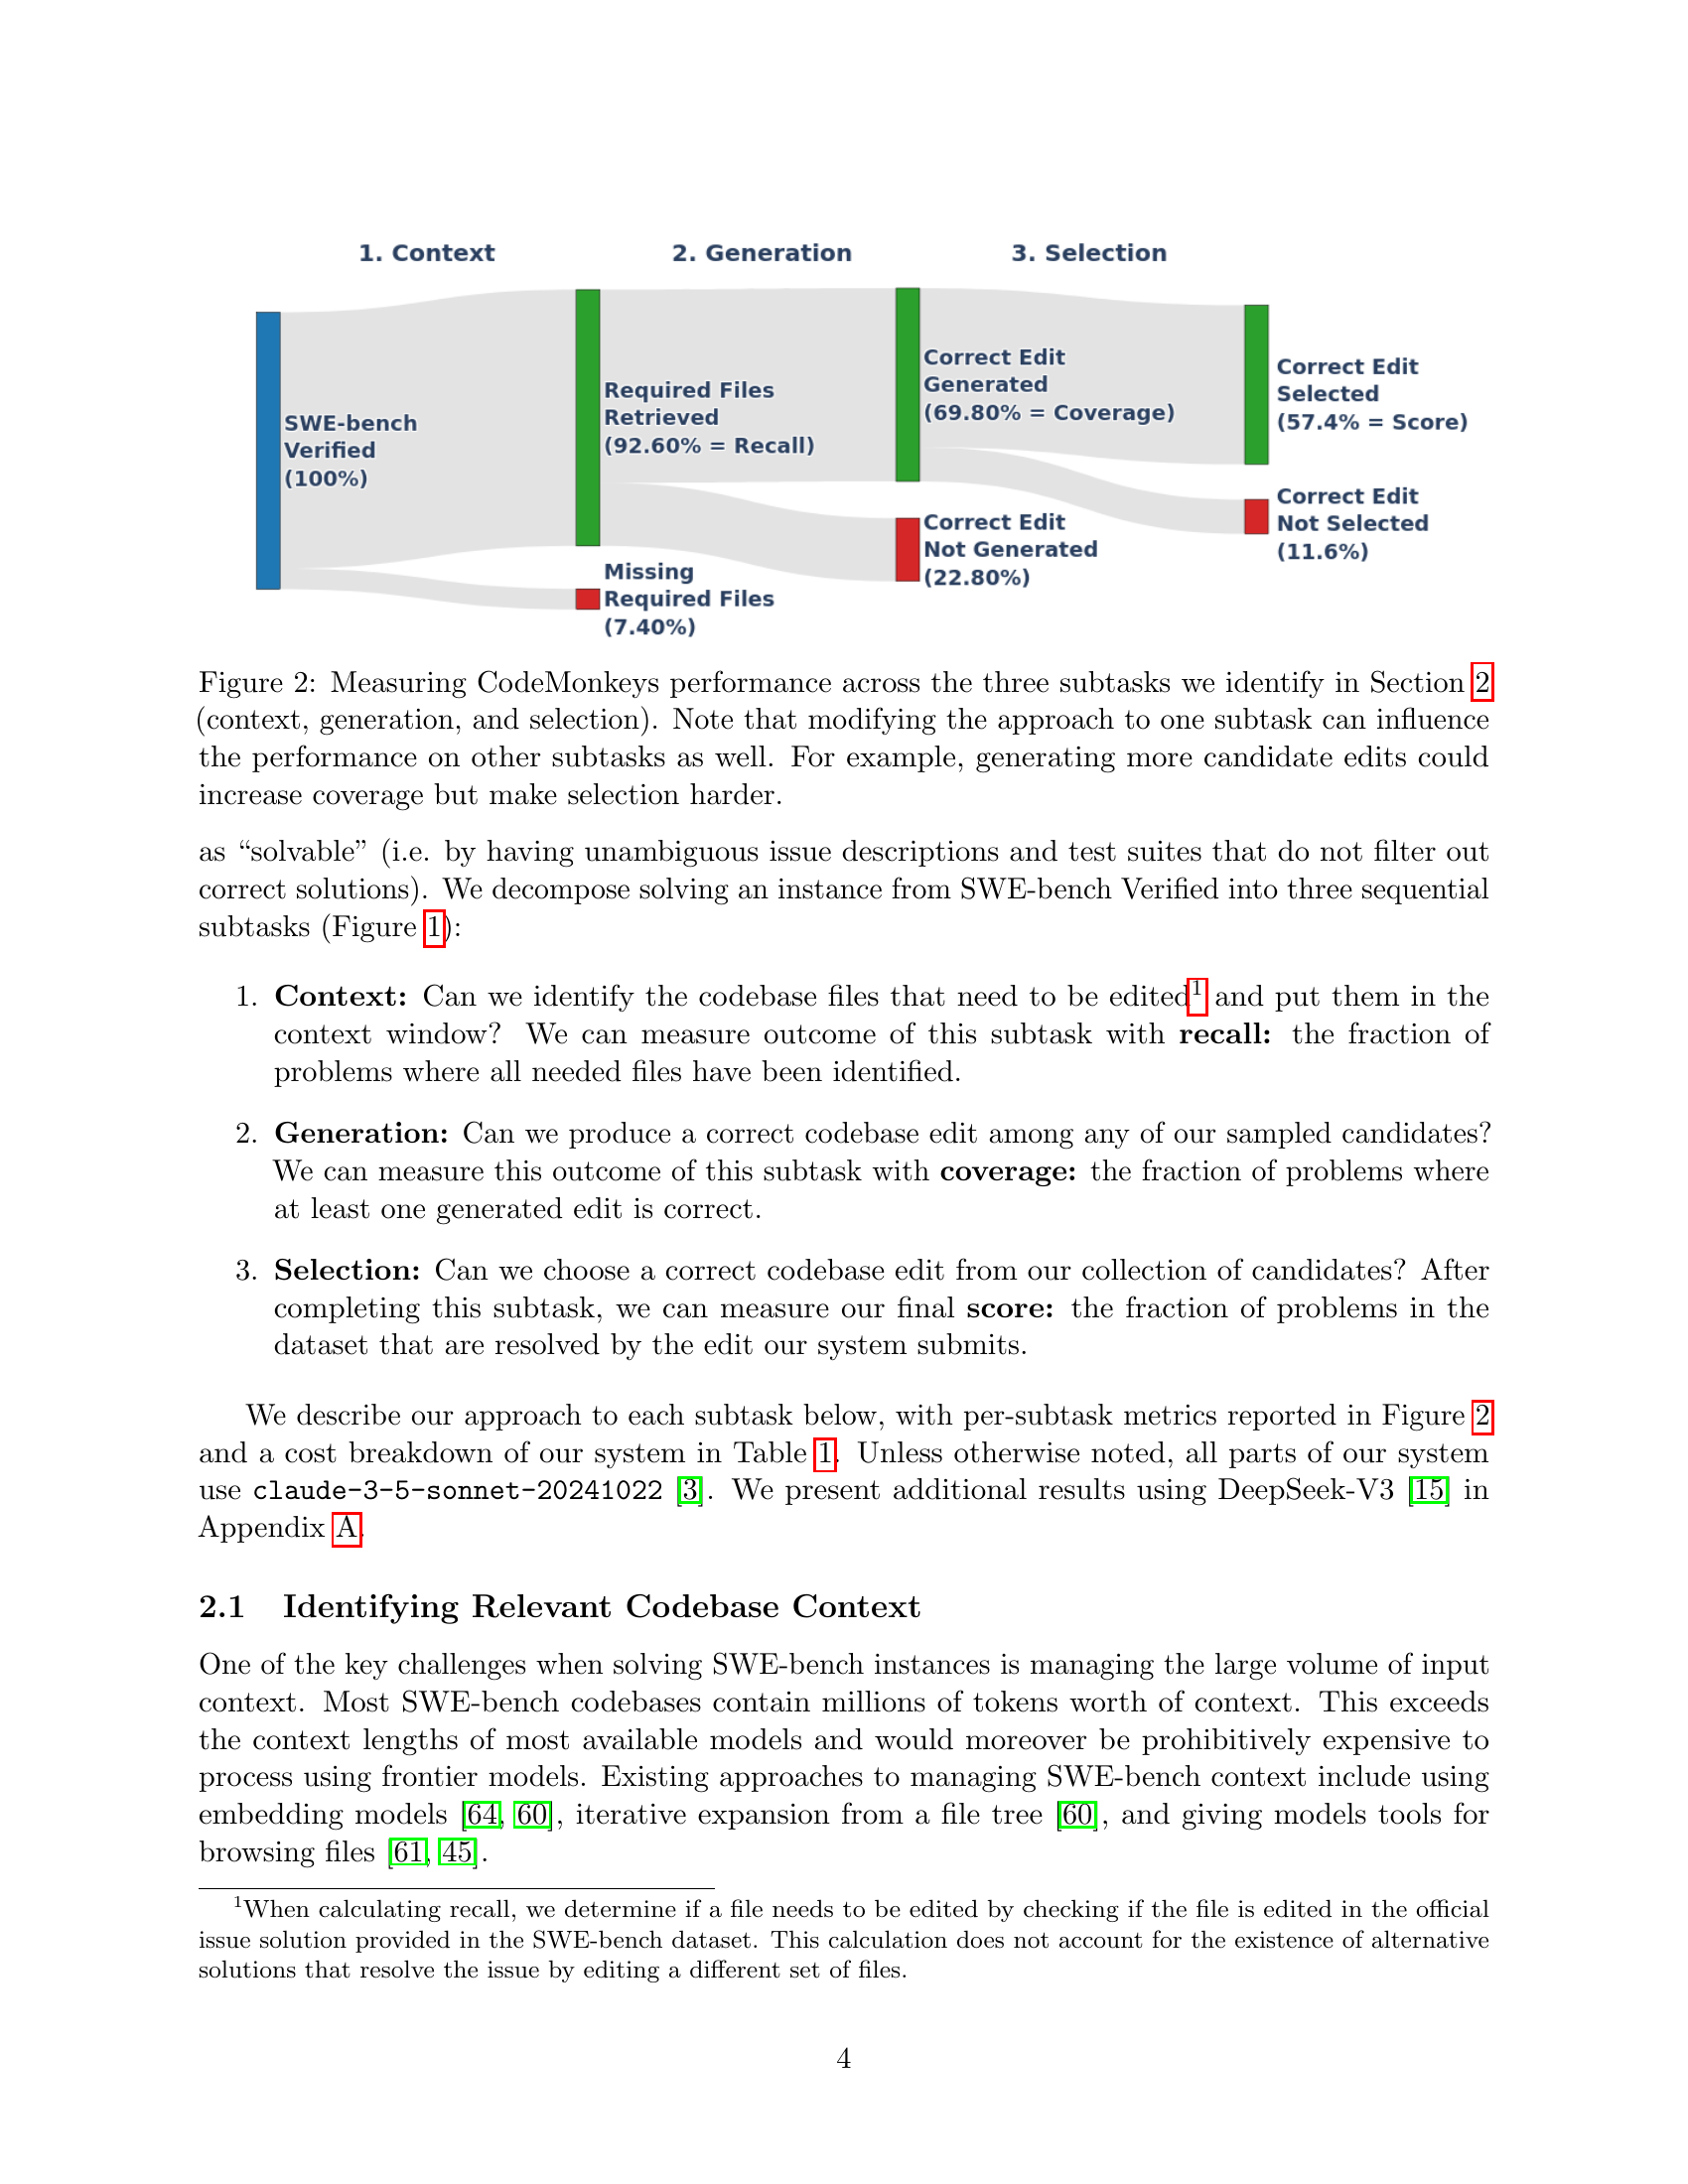 1. Context
2. Generation
3. Selection
SWE-bench
Verified
(100%)
Required Files
Retrieved
(92.60% = Recall)
Missing
Required Files
(7.40%)
Correct Edit
Generated
(69.80% = Coverage)
Correct Edit
Not Generated
(22.80%)
Correct Edit
Selected
(57.4% = Score)
Correct Edit
Not Selected
(11.6%)
Figure 2: Measuring CodeMonkeys performance across the three subtasks we identify in Section 2
(context, generation, and selection). Note that modifying the approach to one subtask can influence
the performance on other subtasks as well. For example, generating more candidate edits could
increase coverage but make selection harder.
as “solvable” (i.e. by having unambiguous issue descriptions and test suites that do not filter out
correct solutions). We decompose solving an instance from SWE-bench Verified into three sequential
subtasks (Figure 1):
1. Context: Can we identify the codebase files that need to be edited¹ and put them in the
context window? We can measure outcome of this subtask with recall: the fraction of
problems where all needed files have been identified.
2. Generation: Can we produce a correct codebase edit among any of our sampled candidates?
We can measure this outcome of this subtask with coverage: the fraction of problems where
at least one generated edit is correct.
3. Selection: Can we choose a correct codebase edit from our collection of candidates? After
completing this subtask, we can measure our final score: the fraction of problems in the
dataset that are resolved by the edit our system submits.
We describe our approach to each subtask below, with per-subtask metrics reported in Figure 2
and a cost breakdown of our system in Table 1. Unless otherwise noted, all parts of our system
use claude-3-5-sonnet-20241022 [3]. We present additional results using DeepSeek-V3 [15] in
Appendix A.
2.1 Identifying Relevant Codebase Context
One of the key challenges when solving SWE-bench instances is managing the large volume of input
context. Most SWE-bench codebases contain millions of tokens worth of context. This exceeds
the context lengths of most available models and would moreover be prohibitively expensive to
process using frontier models. Existing approaches to managing SWE-bench context include using
embedding models [64, 60], iterative expansion from a file tree [60], and giving models tools for
browsing files [61, 45].
¹When calculating recall, we determine if a file needs to be edited by checking if the file is edited in the official
issue solution provided in the SWE-bench dataset. This calculation does not account for the existence of alternative
solutions that resolve the issue by editing a different set of files.
4